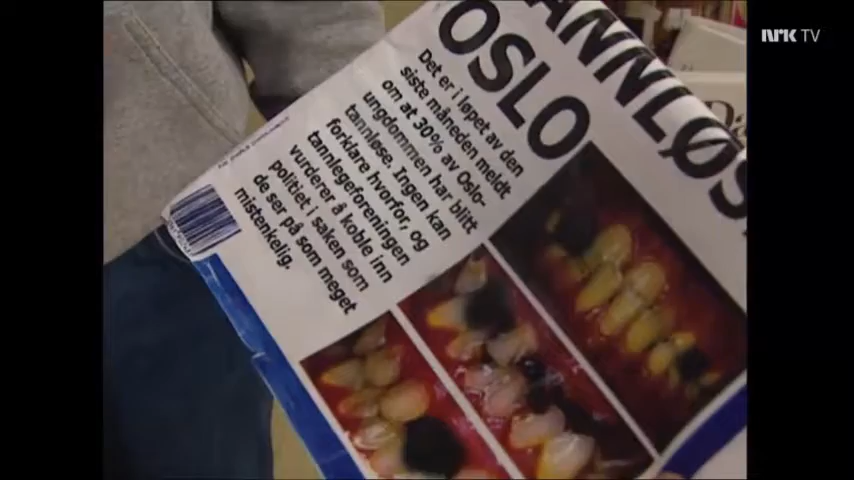 NRK TV
ANNLØS
OSLO
Det er i løpet av den
siste måneden meldt
om at 30% av Oslo-
ungdommen har blitt
tannløse. Ingen kan
forklare hvorfor, og
tannlegeforeningen
vurderer å koble inn
politiet i saken som
de ser på som meget
mistenkelig.